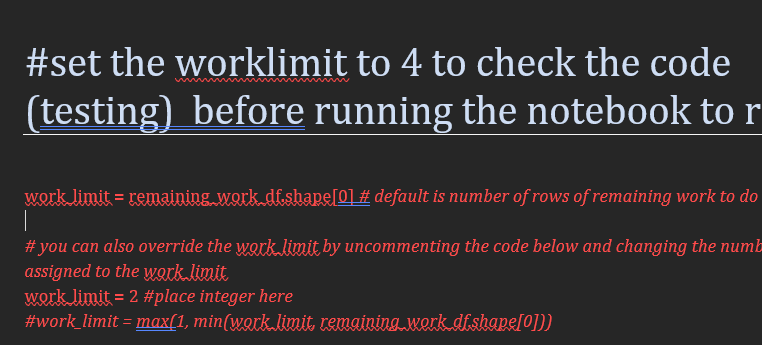 #set the worklimit to 4 to check the code
(testing)  before running the notebook to r
work_limit = remaining_work_df.shape[0] # default is number of rows of remaining work to do
# you can also override the work_limit by uncommenting the code below and changing the numb
assigned to the work_limit
work_limit = 2 #place integer here
#work_limit = max(1, min(work_limit, remaining_work_df.shape[0]))